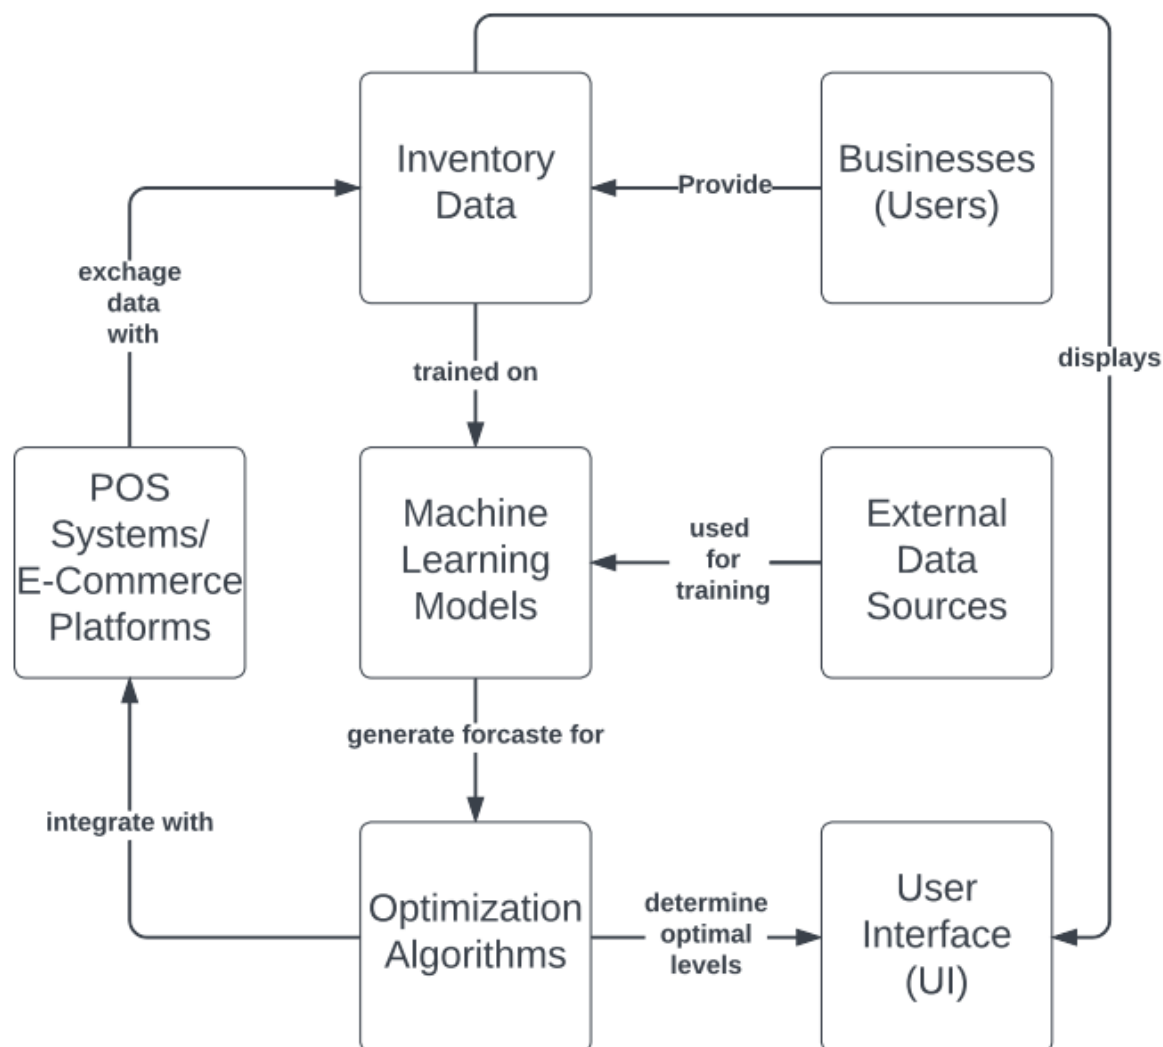 Inventory
Data
Provide
Businesses
(Users)
exchage
data
with
trained on
displays
POS
Systems/
E-Commerce
Platforms
Machine
Learning
Models
used
for
training
External
Data
Sources
generate forcaste for
integrate with
Optimization
Algorithms
determine
optimal
levels
User
Interface
(UI)